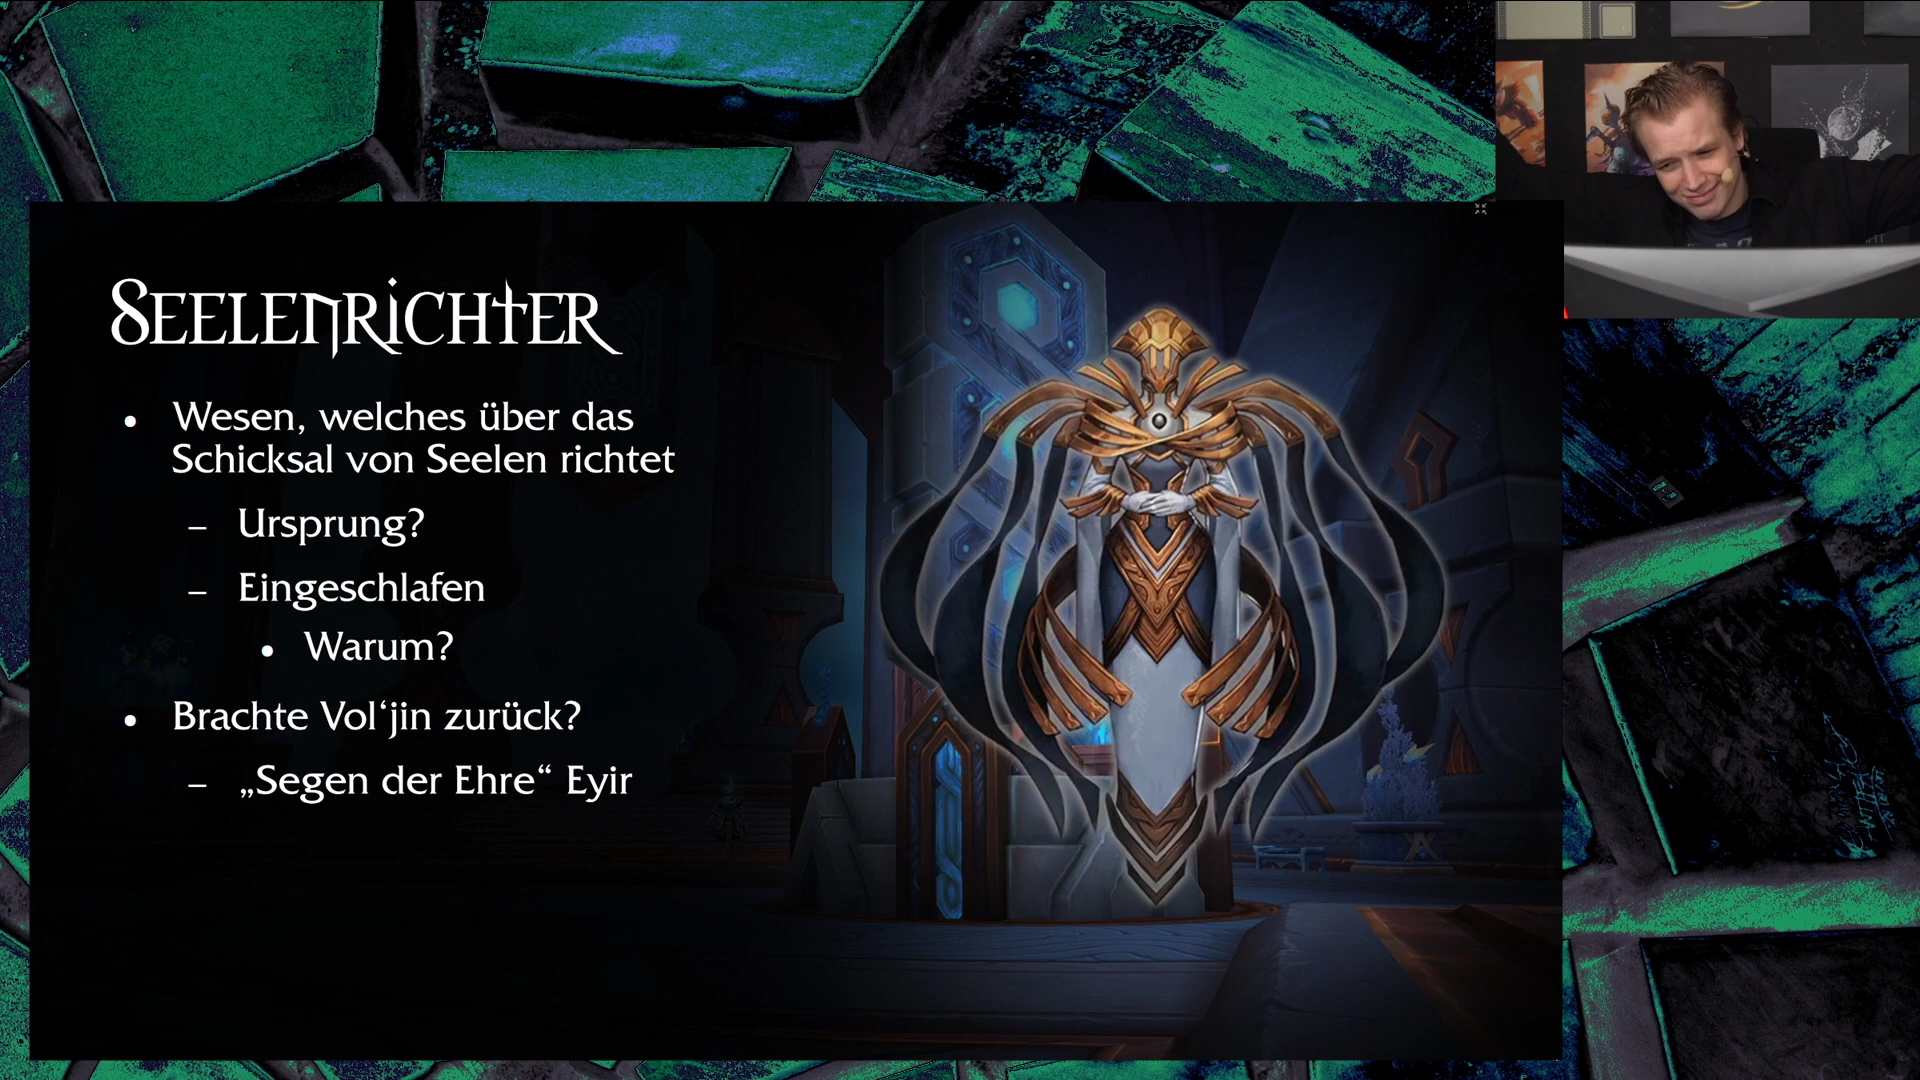 Seelenrichter
• Wesen, welches über das
Schicksal von Seelen richtet
– Ursprung?
– Eingeschlafen
• Warum?
• Brachte Vol‘jin zurück?
– „Segen der Ehre“ Eyir